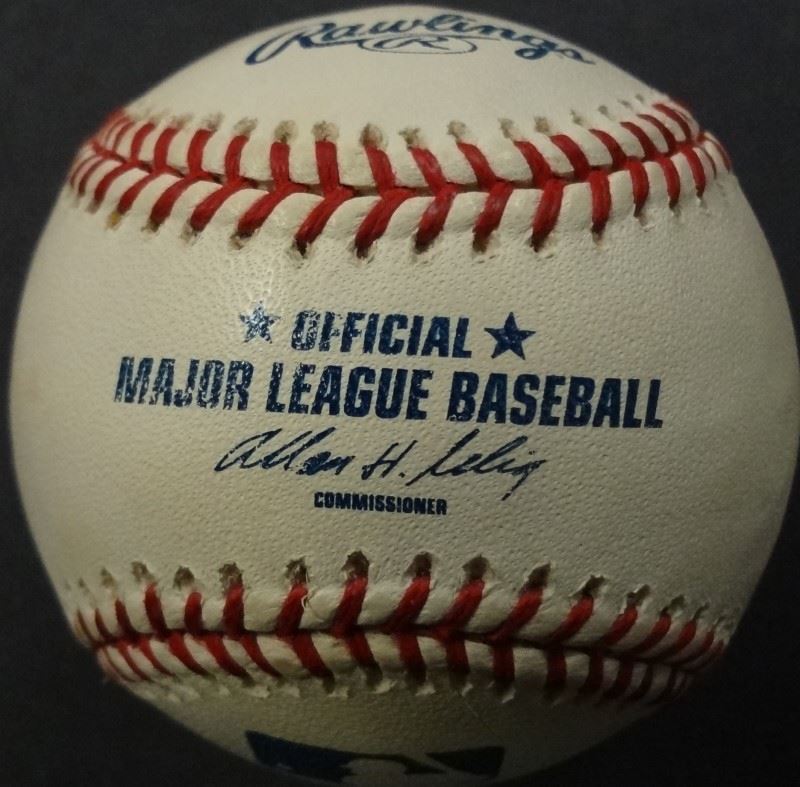 Rawlings
R
OFFICIAL
MAJOR LEAGUE BASEBALL
Allan H. Selig
COMMISSIONER